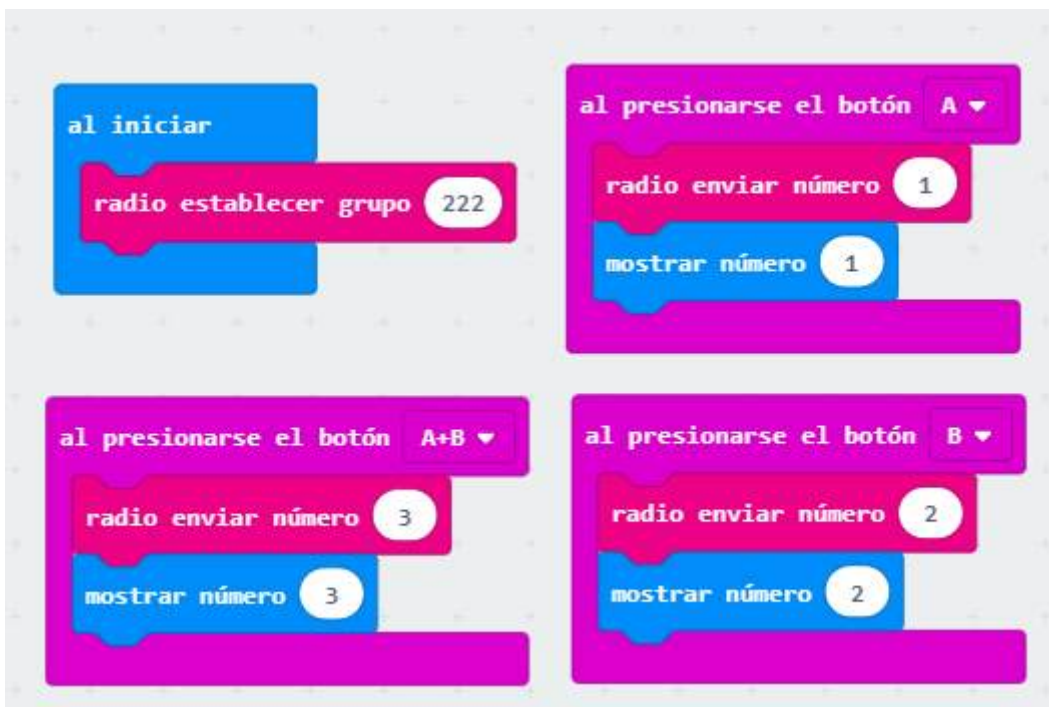 al iniciar
radio establecer grupo 222
al presionarse el botón A
radio enviar número 1
mostrar número 1
al presionarse el botón A+B
radio enviar número 3
mostrar número 3
al presionarse el botón B
radio enviar número 2
mostrar número 2